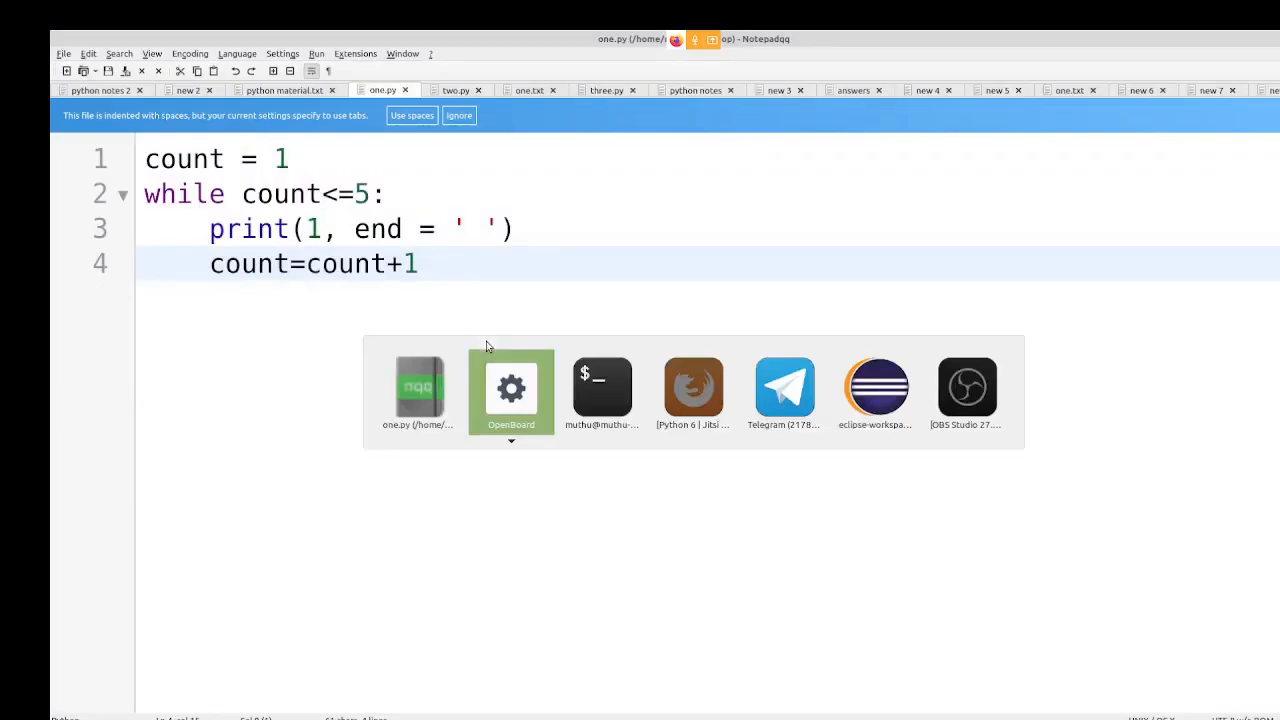 one.py (/home/ op) - Notepadqq
File Edit Search View Encoding Language Settings Run Extensions Window ?
python notes 2 new 2 python material.txt one.py two.py one.txt three.py python notes new 3 answers new 4 new 5 one.txt new 6 new 7
This file is indented with spaces, but your current settings specify to use tabs. Use spaces Ignore
1 count = 1
2 while count<=5:
3 print(1, end = ' ')
4 count=count+1
nqq
$_
one.py (/home/... OpenBoard muthu@muthu-... [Python 6 | Jitsi ... Telegram (2178... eclipse-workspa... [OBS Studio 27....